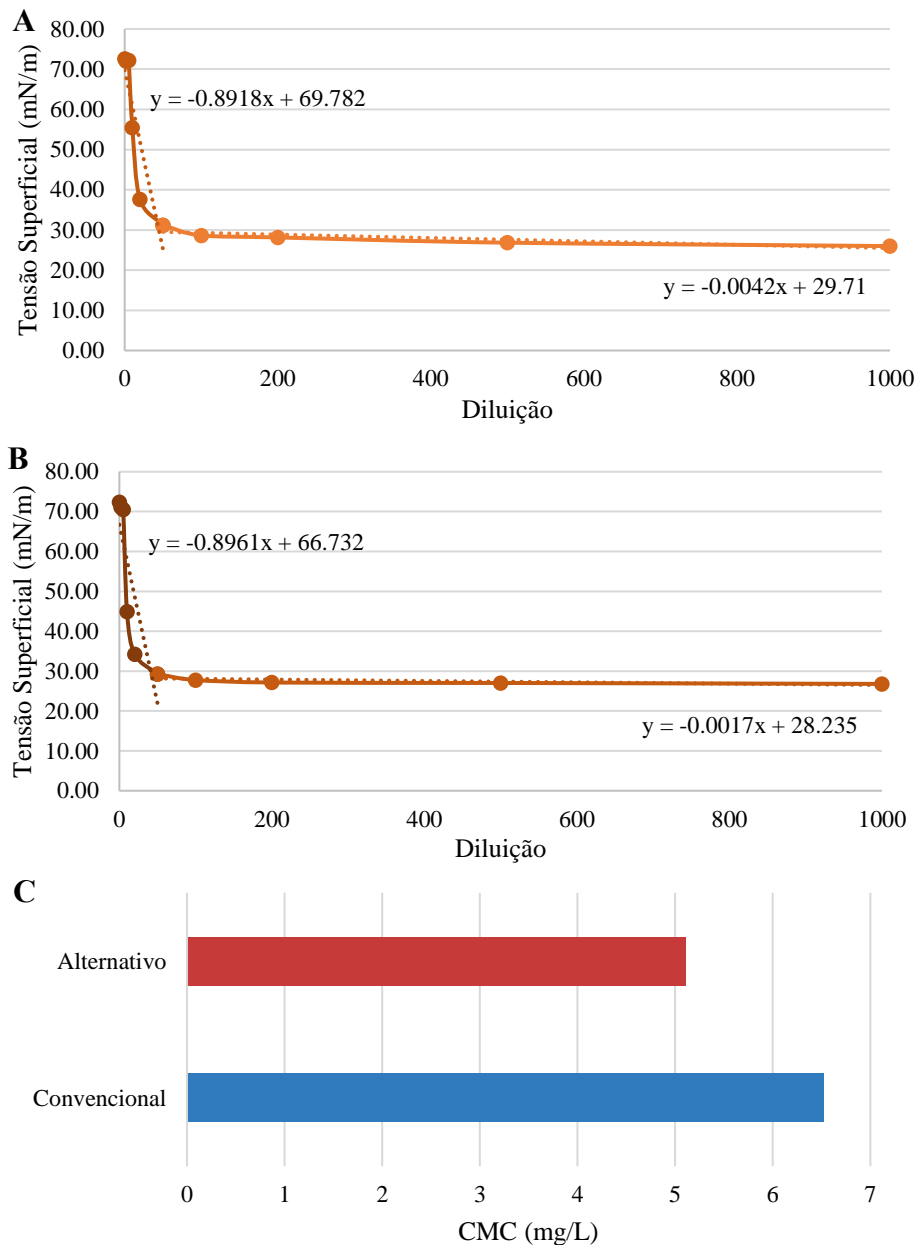 A
80.00
70.00
60.00
50.00
40.00
30.00
20.00
10.00
0.00
Tensão Superficial (mN/m)
y = -0.8918x + 69.782
y = -0.0042x + 29.71
0 200 400 600 800 1000
Diluição
B
80.00
70.00
60.00
50.00
40.00
30.00
20.00
10.00
0.00
Tensão Superficial (mN/m)
y = -0.8961x + 66.732
y = -0.0017x + 28.235
0 200 400 600 800 1000
Diluição
C
Alternativo
Convencional
0 1 2 3 4 5 6 7
CMC (mg/L)